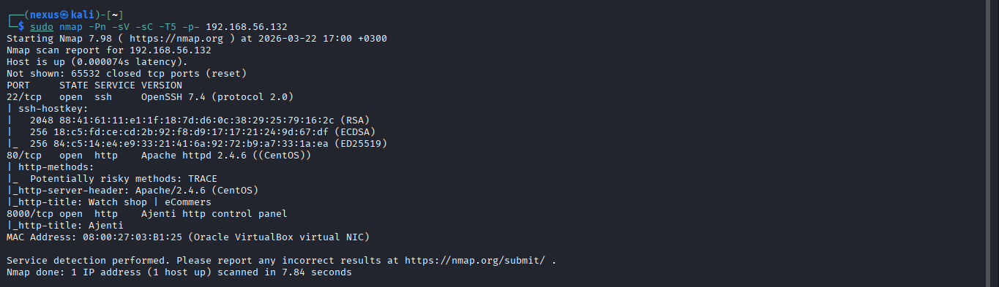 ┌──(nexus㉿kali)-[~]
└─$ sudo nmap -Pn -sV -sC -T5 -p- 192.168.56.132
Starting Nmap 7.98 ( https://nmap.org ) at 2026-03-22 17:00 +0300
Nmap scan report for 192.168.56.132
Host is up (0.000074s latency).
Not shown: 65532 closed tcp ports (reset)
PORT     STATE SERVICE VERSION
22/tcp   open  ssh     OpenSSH 7.4 (protocol 2.0)
| ssh-hostkey:
|   2048 88:41:61:11:e1:1f:18:7d:d6:0c:38:29:25:79:16:2c (RSA)
|   256 18:c5:fd:ce:cd:2b:92:f8:d9:17:17:21:24:9d:67:df (ECDSA)
|_  256 84:c5:14:e4:e9:33:21:41:6a:92:72:b9:a7:33:1a:ea (ED25519)
80/tcp   open  http    Apache httpd 2.4.6 ((CentOS))
| http-methods:
|_  Potentially risky methods: TRACE
|_http-server-header: Apache/2.4.6 (CentOS)
|_http-title: Watch shop | eCommers
8000/tcp open  http    Ajenti http control panel
|_http-title: Ajenti
MAC Address: 08:00:27:03:B1:25 (Oracle VirtualBox virtual NIC)

Service detection performed. Please report any incorrect results at https://nmap.org/submit/ .
Nmap done: 1 IP address (1 host up) scanned in 7.84 seconds